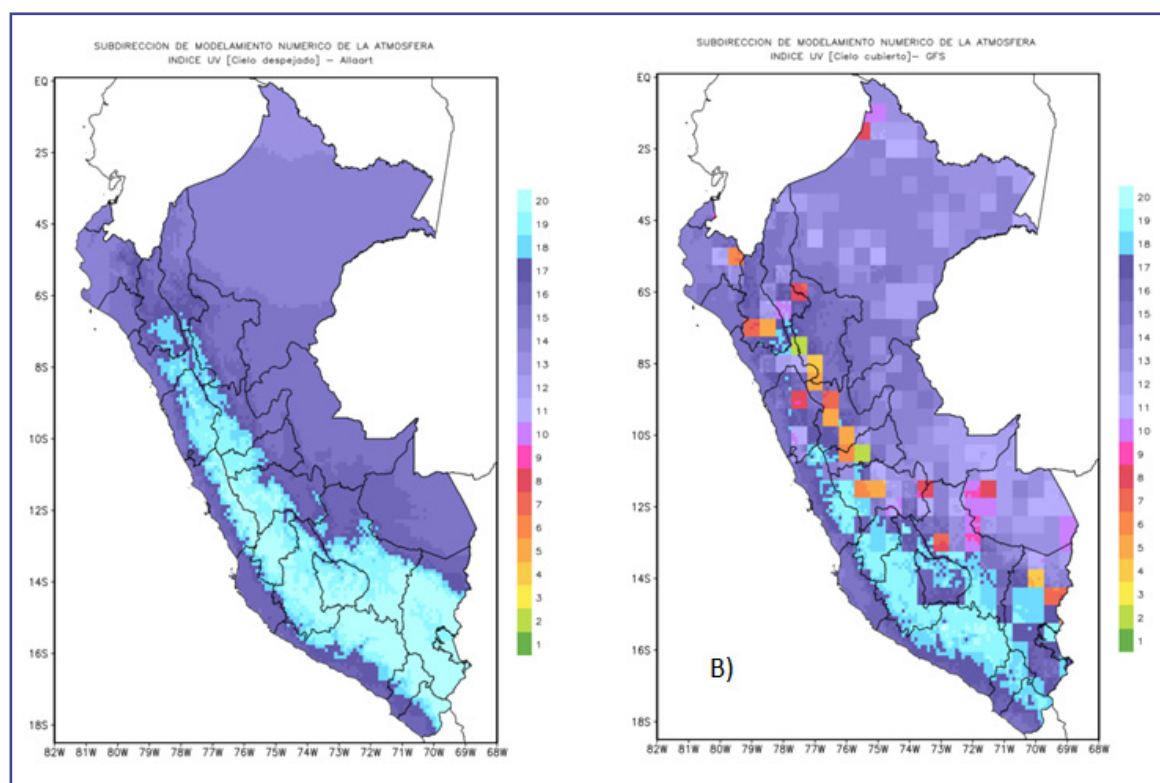 SUBDIRECCION DE MODELAMIENTO NUMERICO DE LA ATMOSFERA
INDICE UV [Cielo despejado] – Allaart
EQ
2S
4S
6S
8S
10S
12S
14S
16S
18S
82W 81W 80W 79W 78W 77W 76W 75W 74W 73W 72W 71W 70W 69W 68W
20
19
18
17
16
15
14
13
12
11
10
9
8
7
6
5
4
3
2
1
SUBDIRECCION DE MODELAMIENTO NUMERICO DE LA ATMOSFERA
INDICE UV [Cielo cubierto]– GFS
EQ
2S
4S
6S
8S
10S
12S
14S
16S
18S
82W 81W 80W 79W 78W 77W 76W 75W 74W 73W 72W 71W 70W 69W 68W
20
19
18
17
16
15
14
13
12
11
10
9
8
7
6
5
4
3
2
1
B)